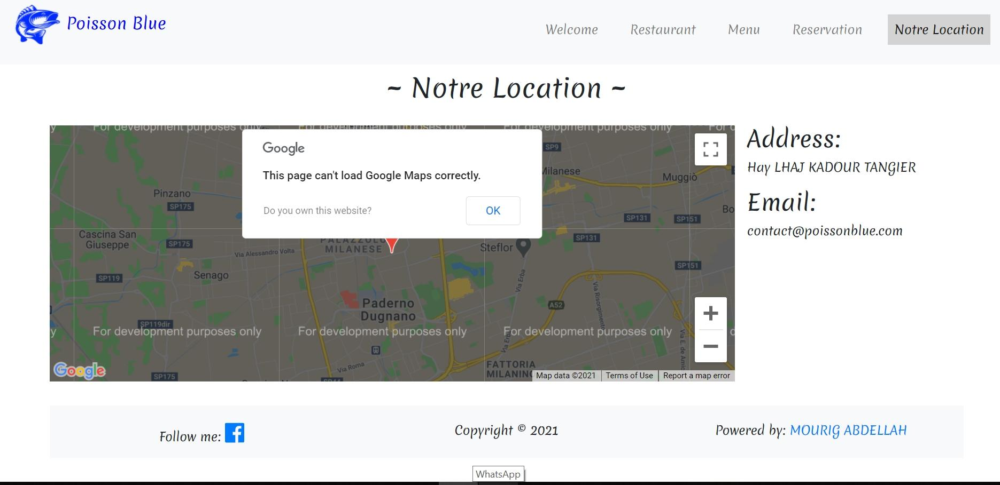 Poisson Blue
Welcome Restaurant Menu Reservation Notre Location
~ Notre Location ~
For development purposes only For development purposes only For development purposes only
Google
This page can't load Google Maps correctly.
Do you own this website?
OK
SP9
Milanese
Muggiò
Pinzano
SP175
SP131
SP151
Cascina San
Giuseppe
SP175
SP131
PALAZZOLO
MILANESE
Steflor
Via Alessandro Volta
SP151
SP119
Senago
Via Erba
Via Risorgimento
Paderno
Dugnano
A52
SP119dir
For development purposes only For development purposes only For development purposes only
Via Erba
Via Roma
FATTORIA
SP175
Google
Map data ©2021 Terms of Use Report a map error
Address:
Hay LHAJ KADOUR TANGIER
Email:
contact@poissonblue.com
Follow me:
Copyright © 2021
Powered by: MOURIG ABDELLAH
WhatsApp